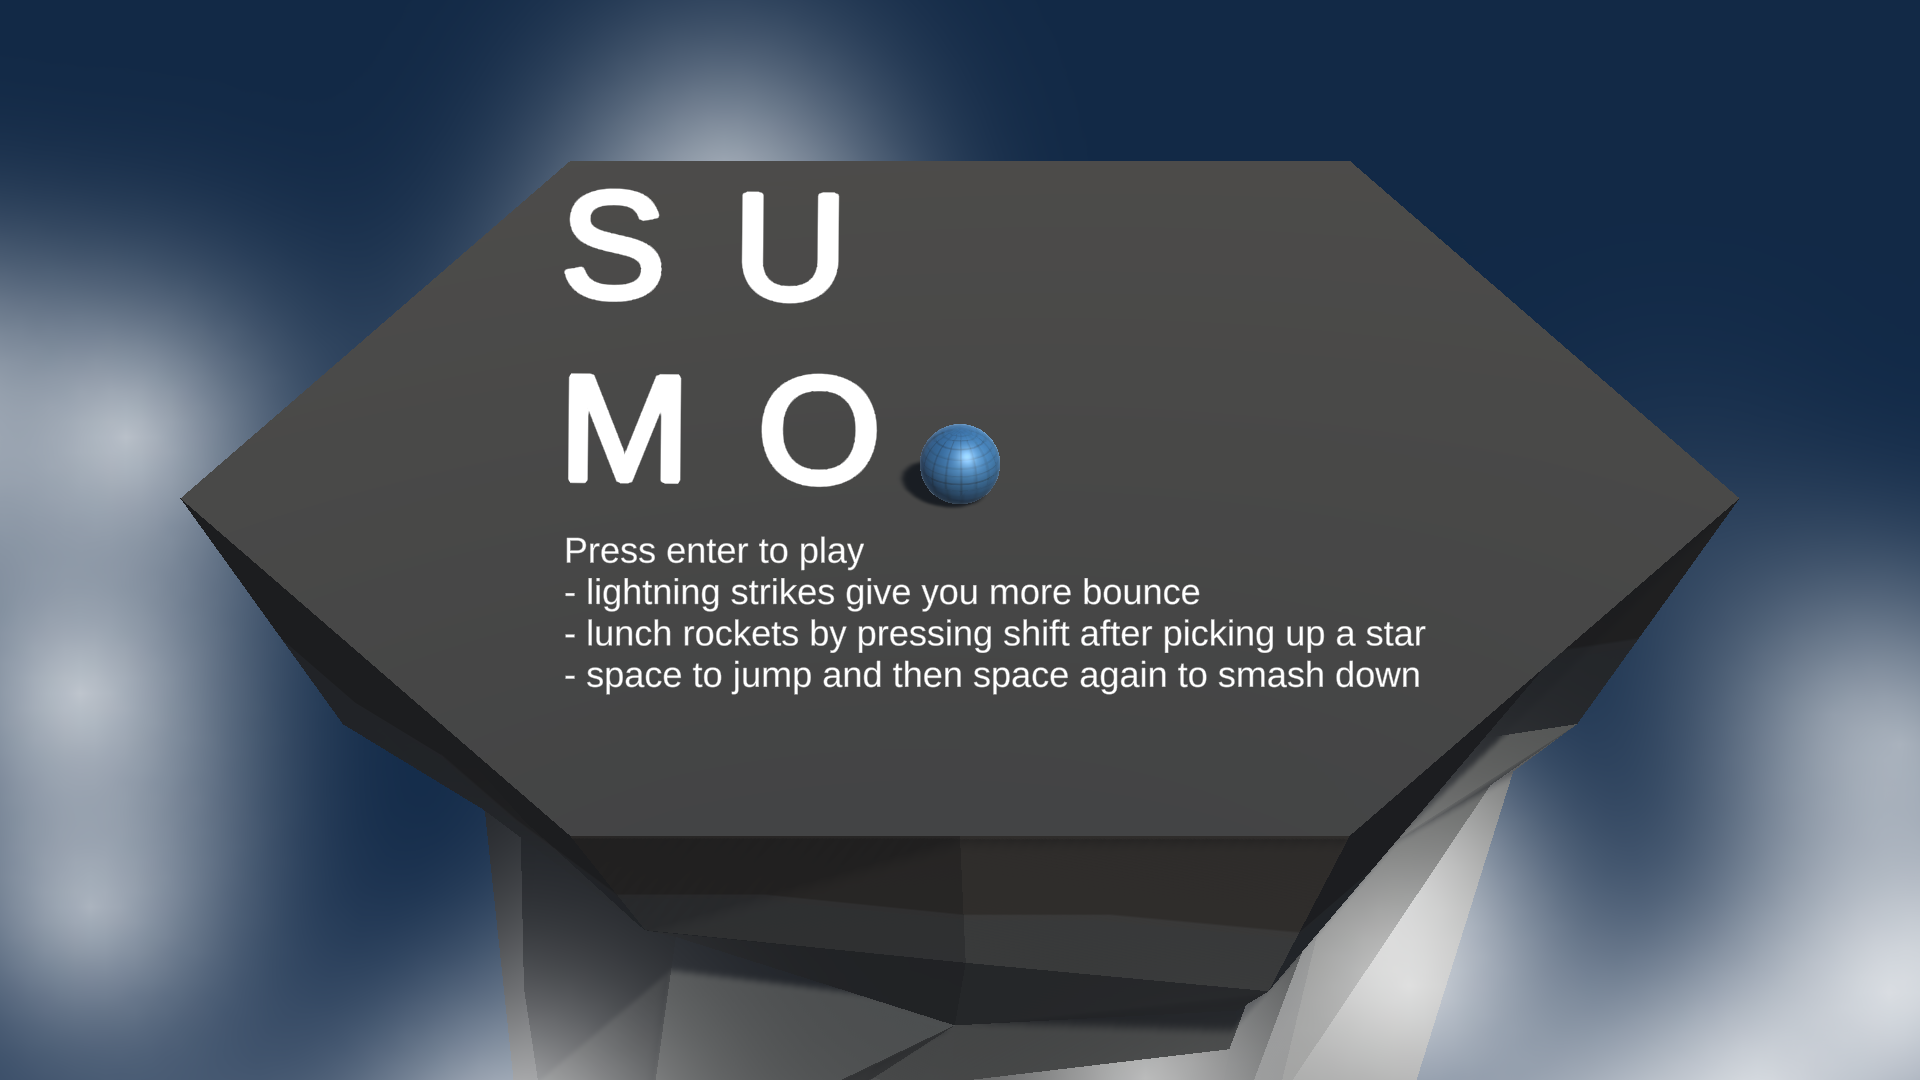 S U
M O
Press enter to play
- lightning strikes give you more bounce
- lunch rockets by pressing shift after picking up a star
- space to jump and then space again to smash down